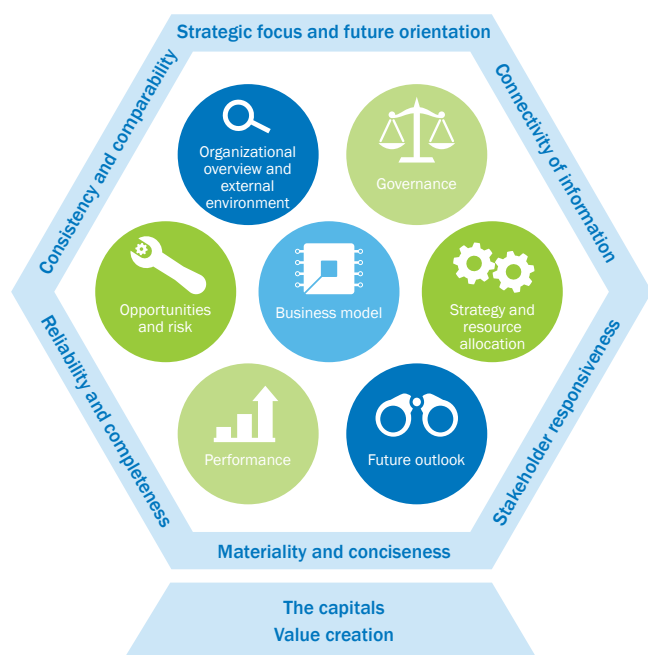 Strategic focus and future orientation
Consistency and comparability
Connectivity of information
Organizational
overview and
external
environment
Governance
Opportunities
and risk
Business model
Strategy and
resource
allocation
Performance
Future outlook
Reliability and completeness
Stakeholder responsiveness
Materiality and conciseness
The capitals
Value creation